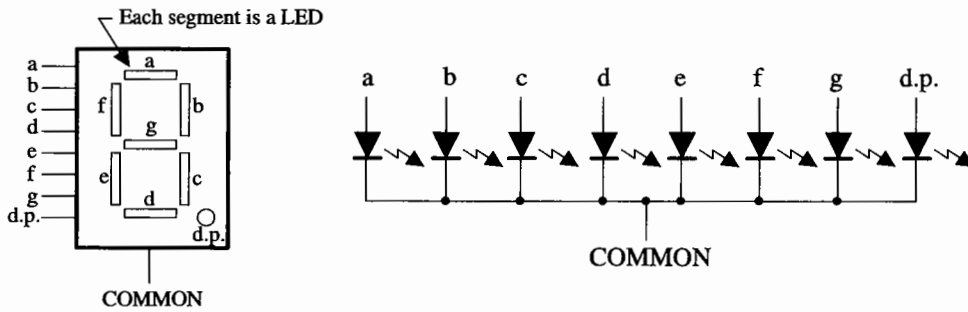 Each segment is a LED
a
b
c
d
e
f
g
d.p.
a
f
b
g
e
c
d
d.p.
COMMON
a b c d e f g d.p.
COMMON